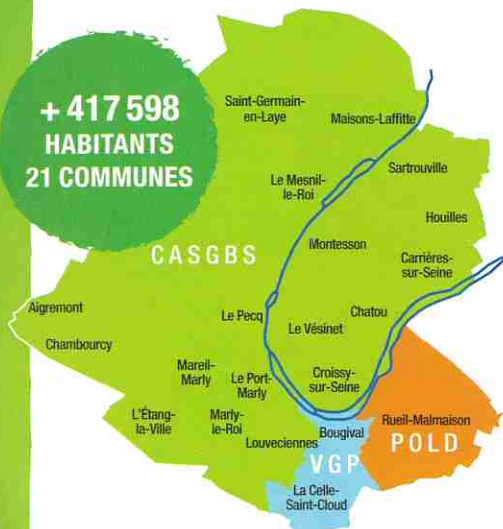 + 417 598
HABITANTS
21 COMMUNES
Saint-Germain-
en-Laye
Maisons-Laffitte
Sartrouville
Le Mesnil-
le-Roi
Houilles
Montesson
CASGBS
Carrières-
sur-Seine
Aigremont
Le Pecq
Chatou
Le Vésinet
Chambourcy
Mareil-
Marly
Le Port-
Marly
Croissy-
sur-Seine
L'Étang-
la-Ville
Marly-
le-Roi
Rueil-Malmaison
Bougival
Louveciennes
POLD
VGP
La Celle-
Saint-Cloud